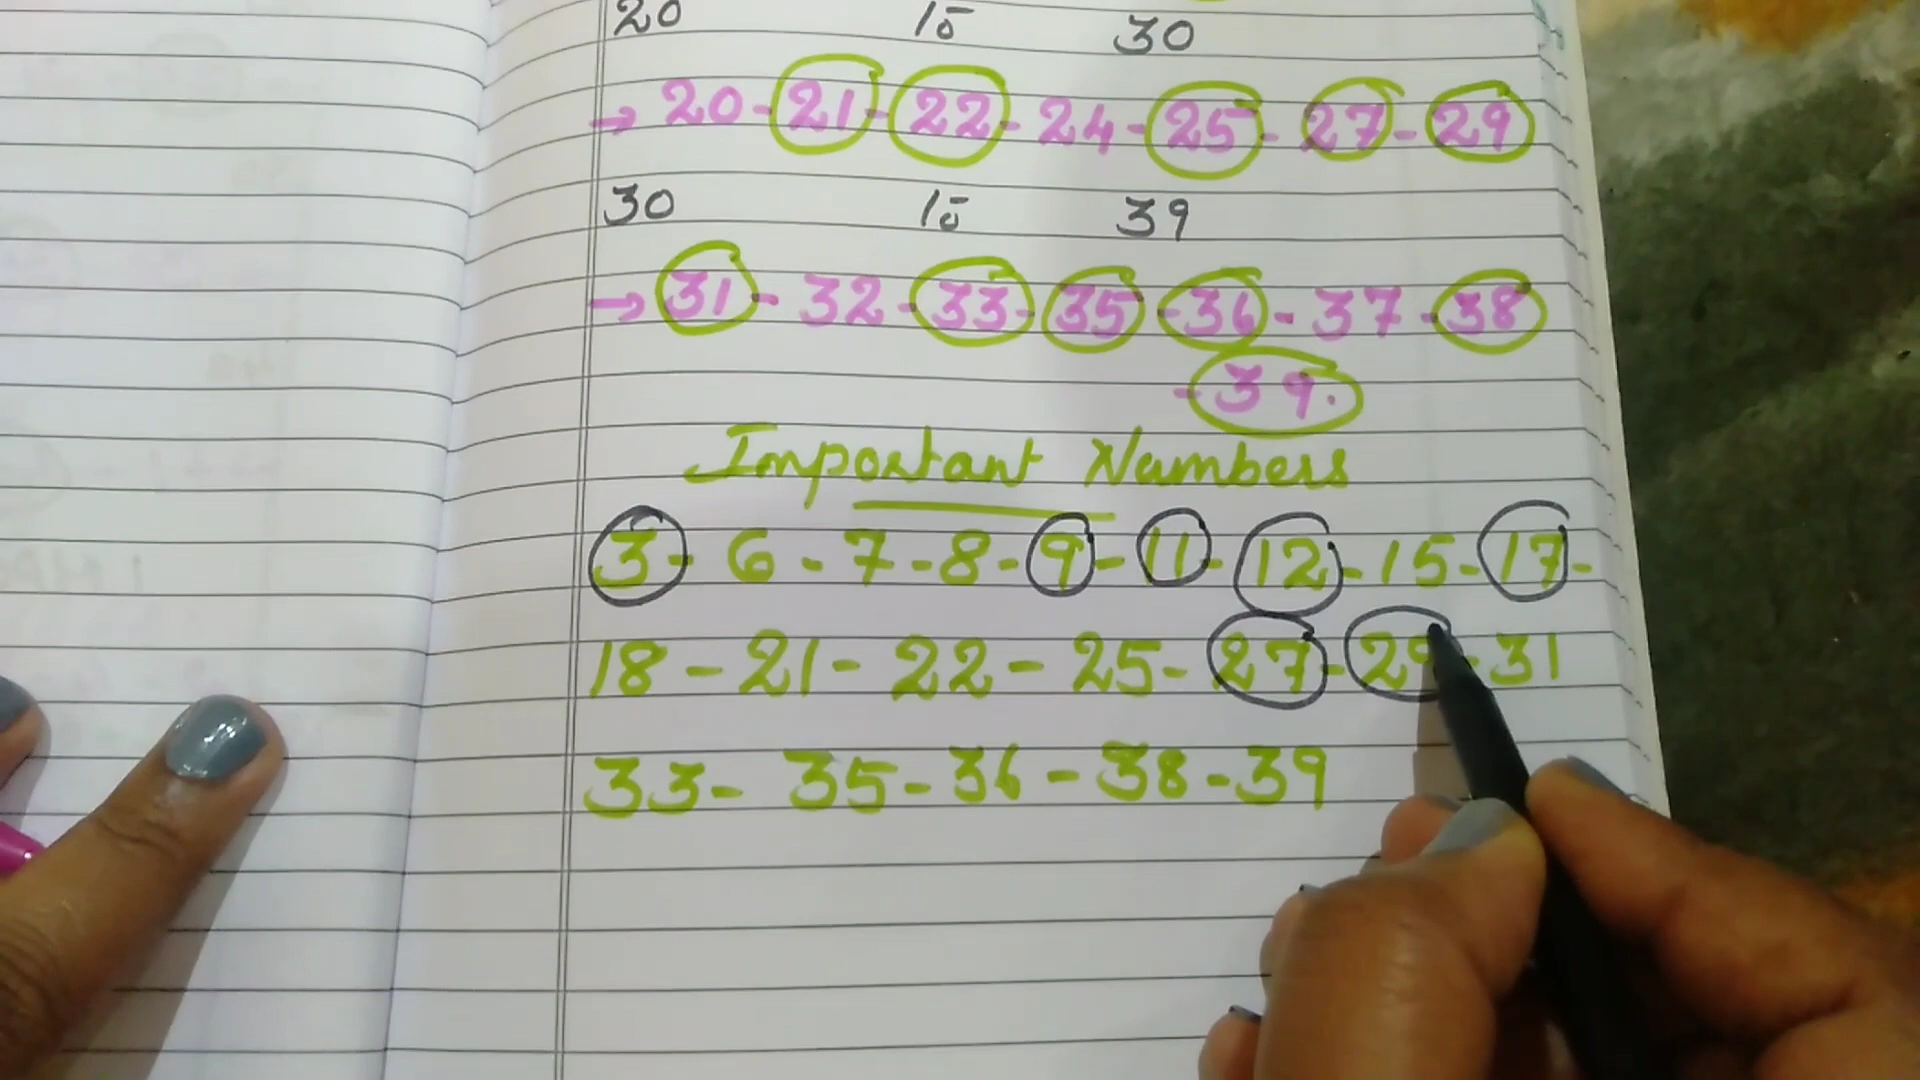 20 15 30
→ 20-21-22-24-25-27-29
30 15 39
→ 31-32-33-35-36-37-38
-39.
Important Numbers
3-6-7-8-9-11-12-15-17-
18-21-22-25-27-29-31
33-35-36-38-39